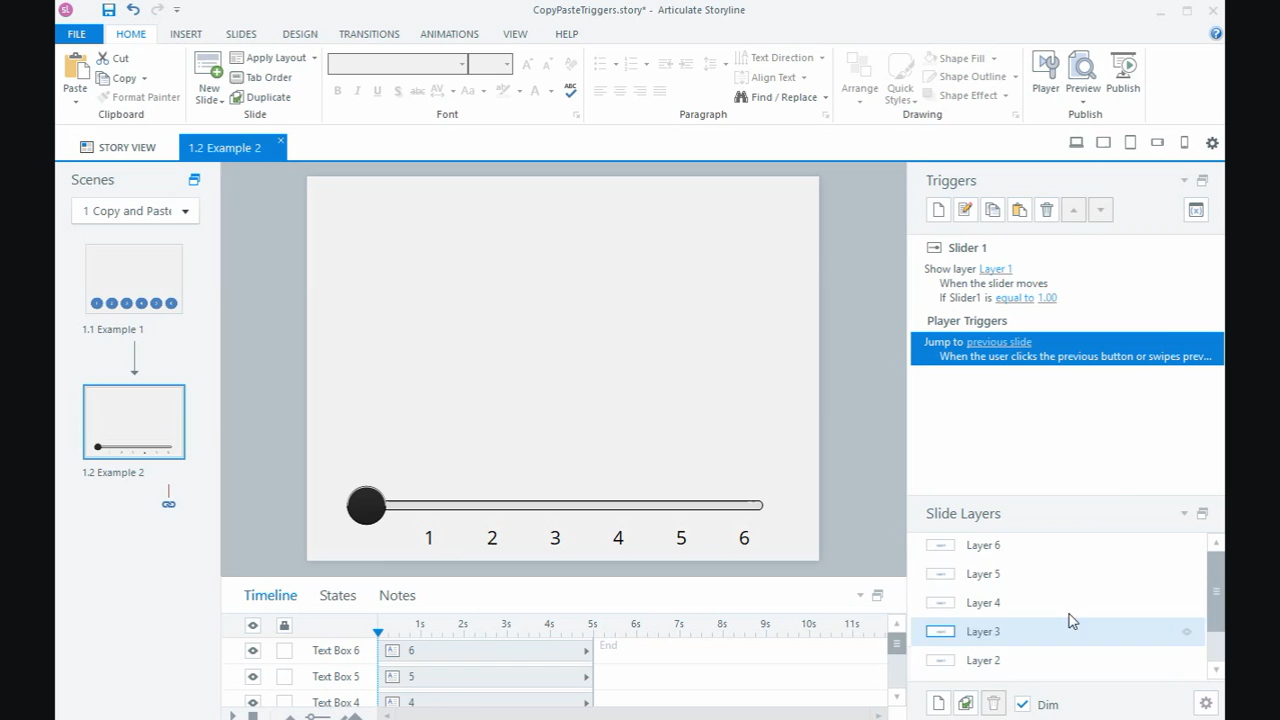 sl
CopyPasteTriggers.story* - Articulate Storyline
FILE HOME INSERT SLIDES DESIGN TRANSITIONS ANIMATIONS VIEW HELP
Paste
Cut
Copy
Format Painter
Clipboard
New Slide
Apply Layout
Tab Order
Duplicate
Slide
B I U S abc AV Aa A ABC
Font
Text Direction
Align Text
Find / Replace
Paragraph
Arrange
Quick Styles
Shape Fill
Shape Outline
Shape Effect
Drawing
Player
Preview
Publish
Publish
STORY VIEW
1.2 Example 2
Scenes
1 Copy and Paste
1.1 Example 1
1.2 Example 2
1 2 3 4 5 6
Timeline States Notes
1s 2s 3s 4s 5s 6s 7s 8s 9s 10s 11s
Text Box 6 6 End
Text Box 5 5
Text Box 4 4
Triggers
Slider 1
Show layer Layer 1
When the slider moves
If Slider1 is equal to 1.00
Player Triggers
Jump to previous slide
When the user clicks the previous button or swipes prev...
Slide Layers
Layer 6
Layer 5
Layer 4
Layer 3
Layer 2
Dim